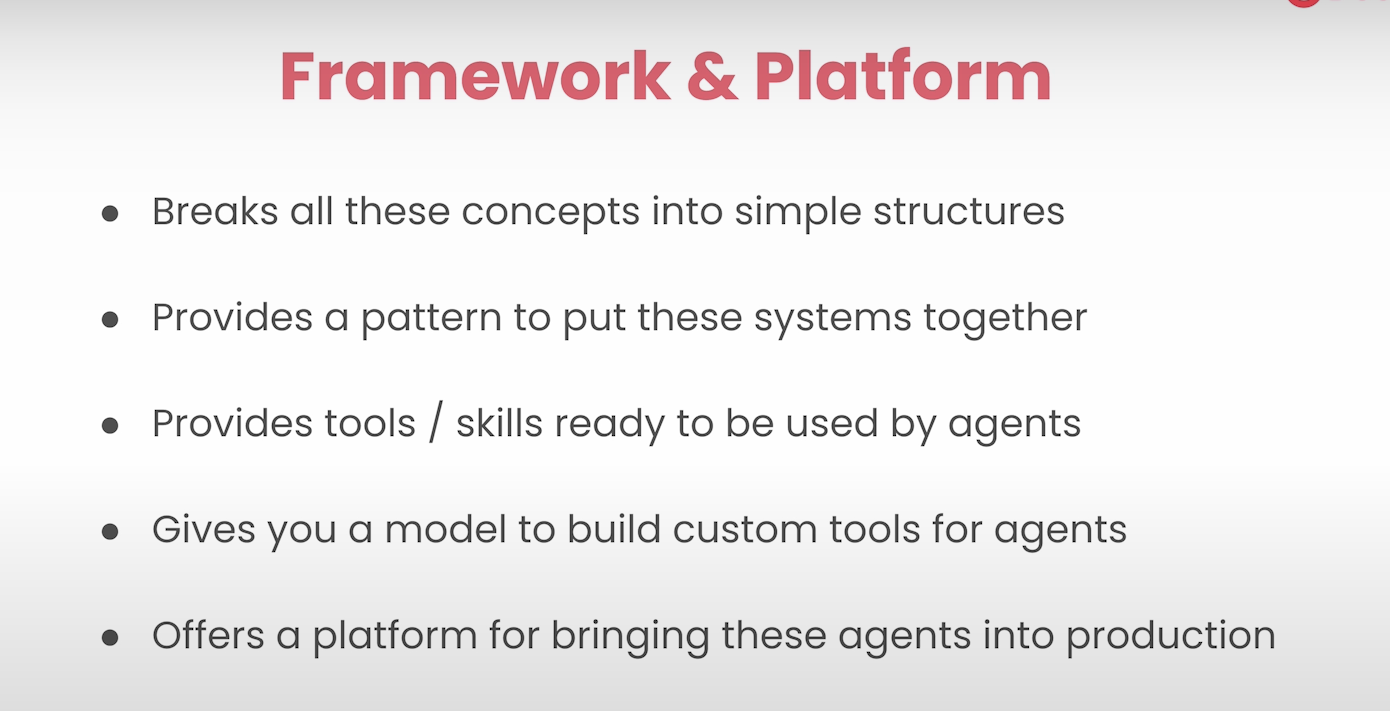 Framework & Platform
● Breaks all these concepts into simple structures
● Provides a pattern to put these systems together
● Provides tools / skills ready to be used by agents
● Gives you a model to build custom tools for agents
● Offers a platform for bringing these agents into production